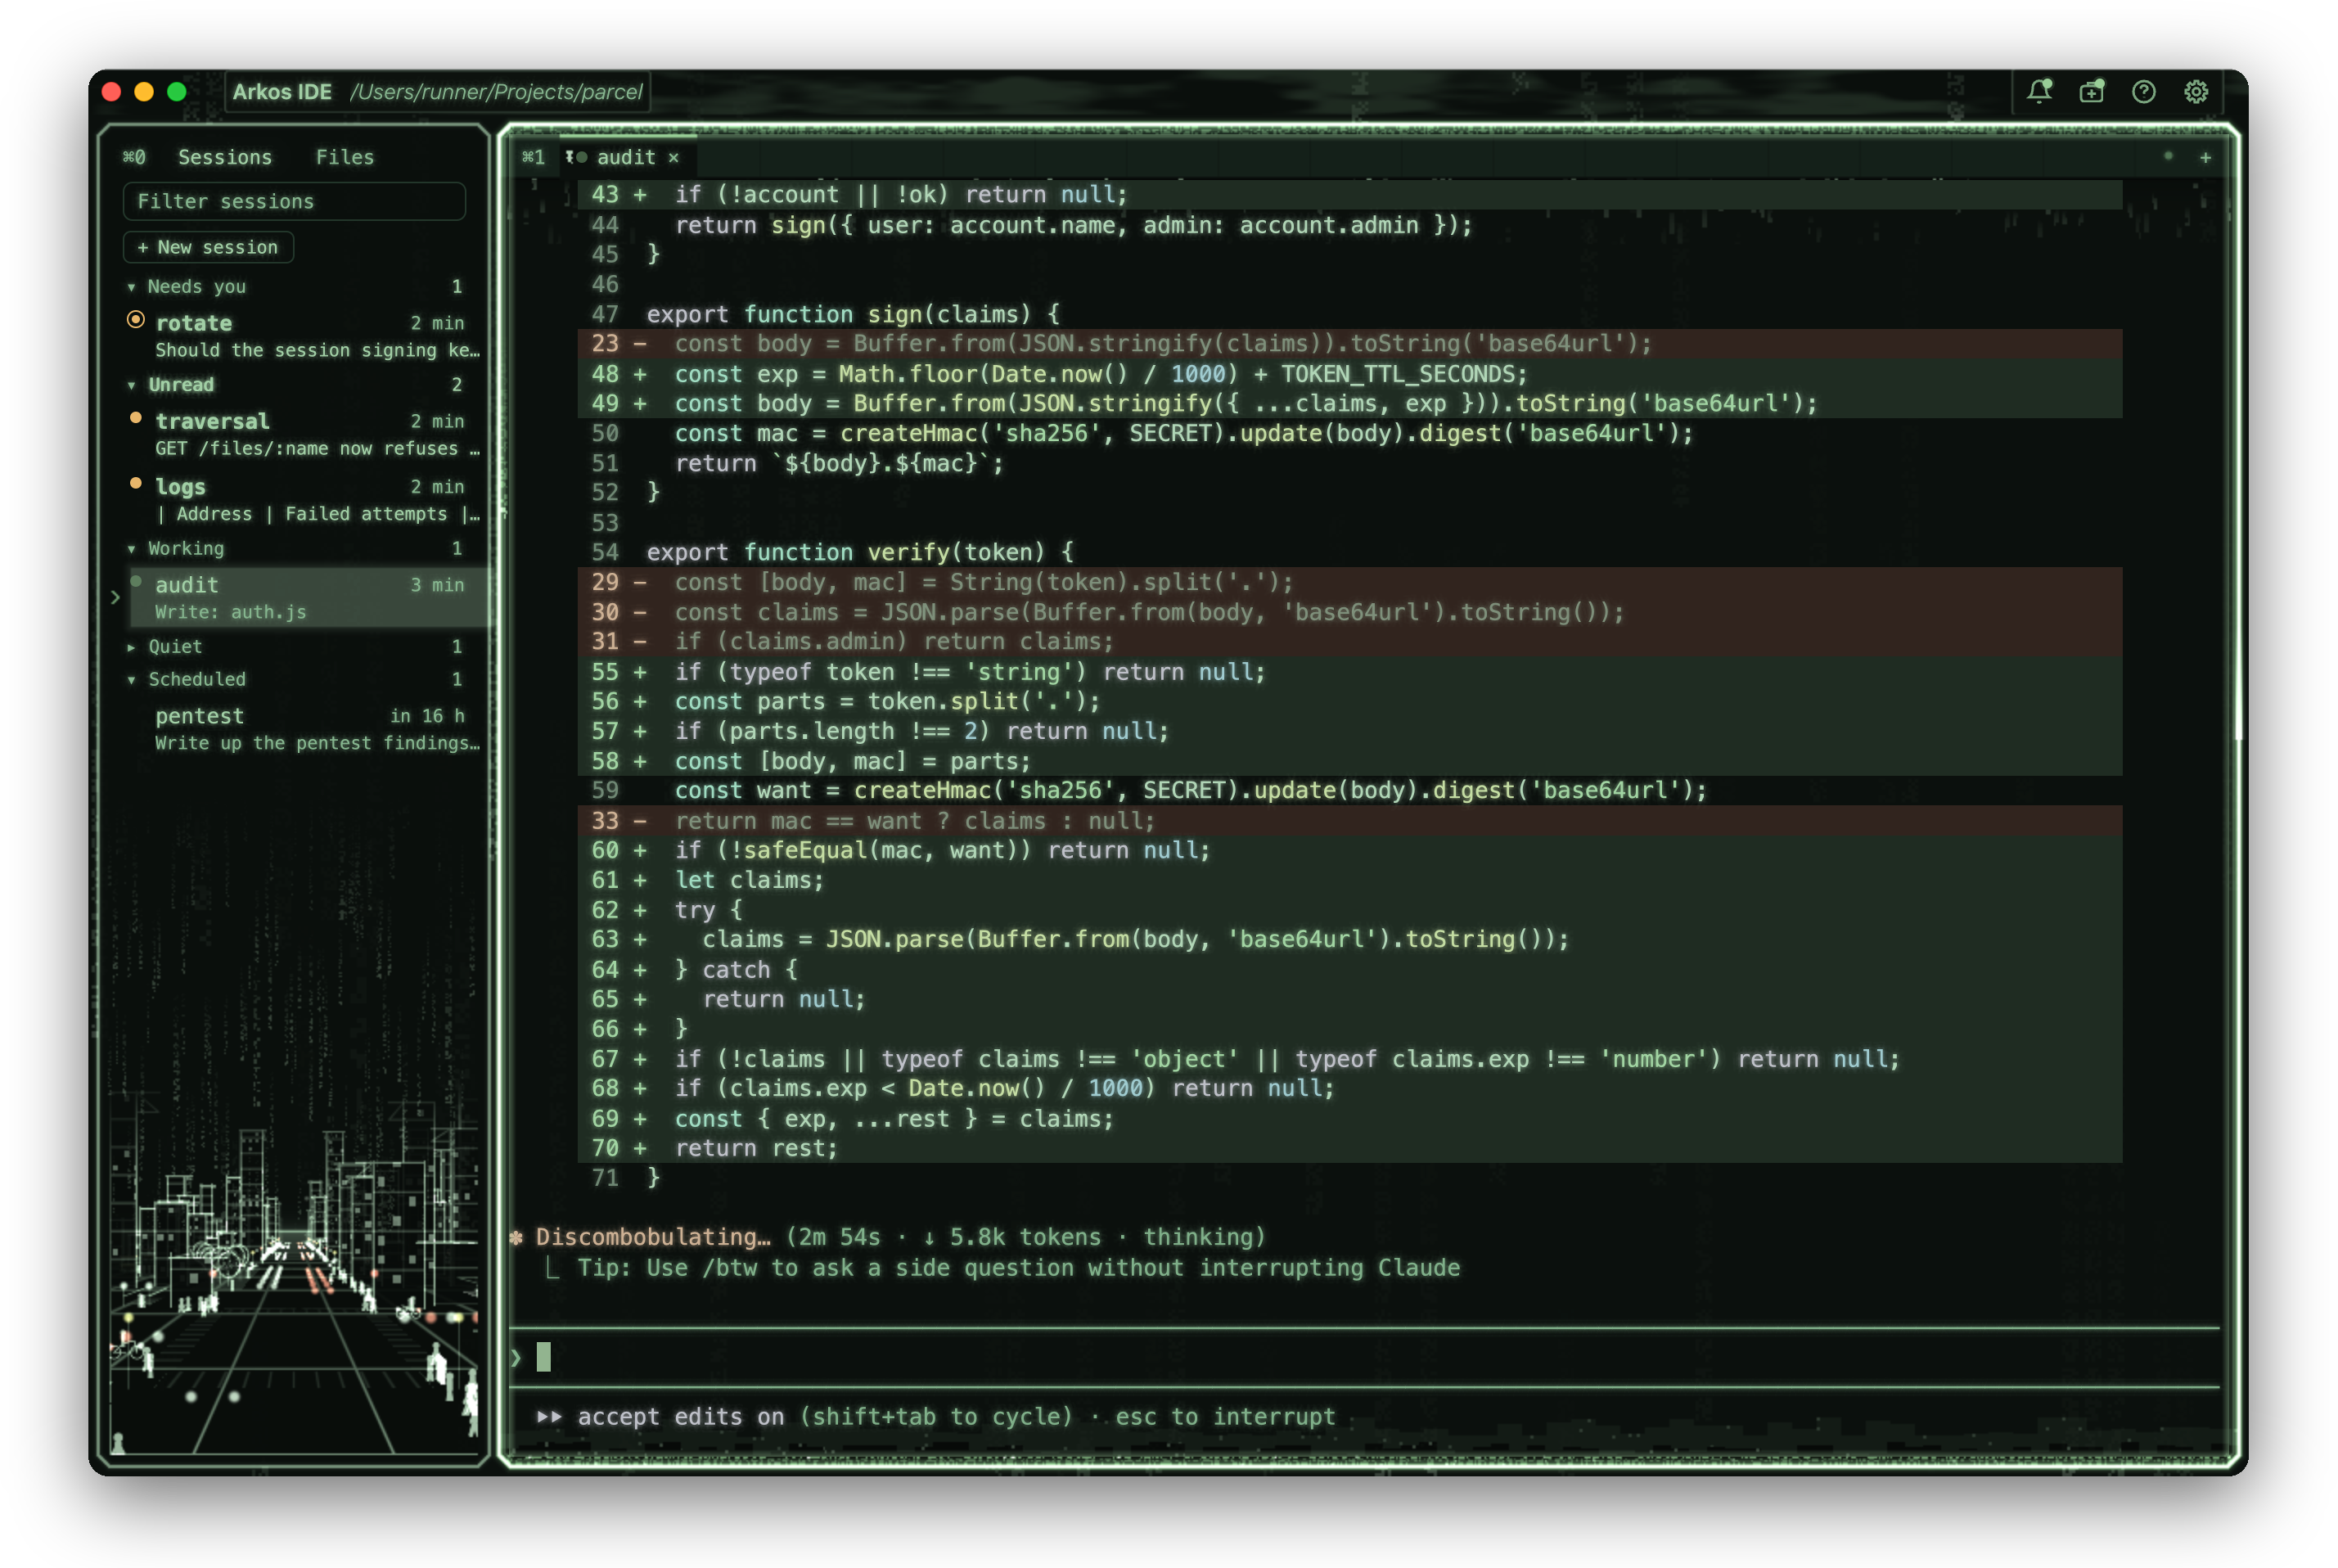 Arkos IDE /Users/runner/Projects/parcel
⌘0 Sessions Files
Filter sessions
+ New session
▾ Needs you 1
rotate 2 min
Should the session signing ke…
▾ Unread 2
traversal 2 min
GET /files/:name now refuses …
logs 2 min
| Address | Failed attempts |…
▾ Working 1
audit 3 min
Write: auth.js
▸ Quiet 1
▾ Scheduled 1
pentest in 16 h
Write up the pentest findings…
⌘1 audit × +
43 + if (!account || !ok) return null;
44 return sign({ user: account.name, admin: account.admin });
45 }
46
47 export function sign(claims) {
23 - const body = Buffer.from(JSON.stringify(claims)).toString('base64url');
48 + const exp = Math.floor(Date.now() / 1000) + TOKEN_TTL_SECONDS;
49 + const body = Buffer.from(JSON.stringify({ ...claims, exp })).toString('base64url');
50 const mac = createHmac('sha256', SECRET).update(body).digest('base64url');
51 return `${body}.${mac}`;
52 }
53
54 export function verify(token) {
29 - const [body, mac] = String(token).split('.');
30 - const claims = JSON.parse(Buffer.from(body, 'base64url').toString());
31 - if (claims.admin) return claims;
55 + if (typeof token !== 'string') return null;
56 + const parts = token.split('.');
57 + if (parts.length !== 2) return null;
58 + const [body, mac] = parts;
59 const want = createHmac('sha256', SECRET).update(body).digest('base64url');
33 - return mac == want ? claims : null;
60 + if (!safeEqual(mac, want)) return null;
61 + let claims;
62 + try {
63 + claims = JSON.parse(Buffer.from(body, 'base64url').toString());
64 + } catch {
65 + return null;
66 + }
67 + if (!claims || typeof claims !== 'object' || typeof claims.exp !== 'number') return null;
68 + if (claims.exp < Date.now() / 1000) return null;
69 + const { exp, ...rest } = claims;
70 + return rest;
71 }
✽ Discombobulating… (2m 54s · ↓ 5.8k tokens · thinking)
⎿ Tip: Use /btw to ask a side question without interrupting Claude
❯
⏵⏵ accept edits on (shift+tab to cycle) · esc to interrupt